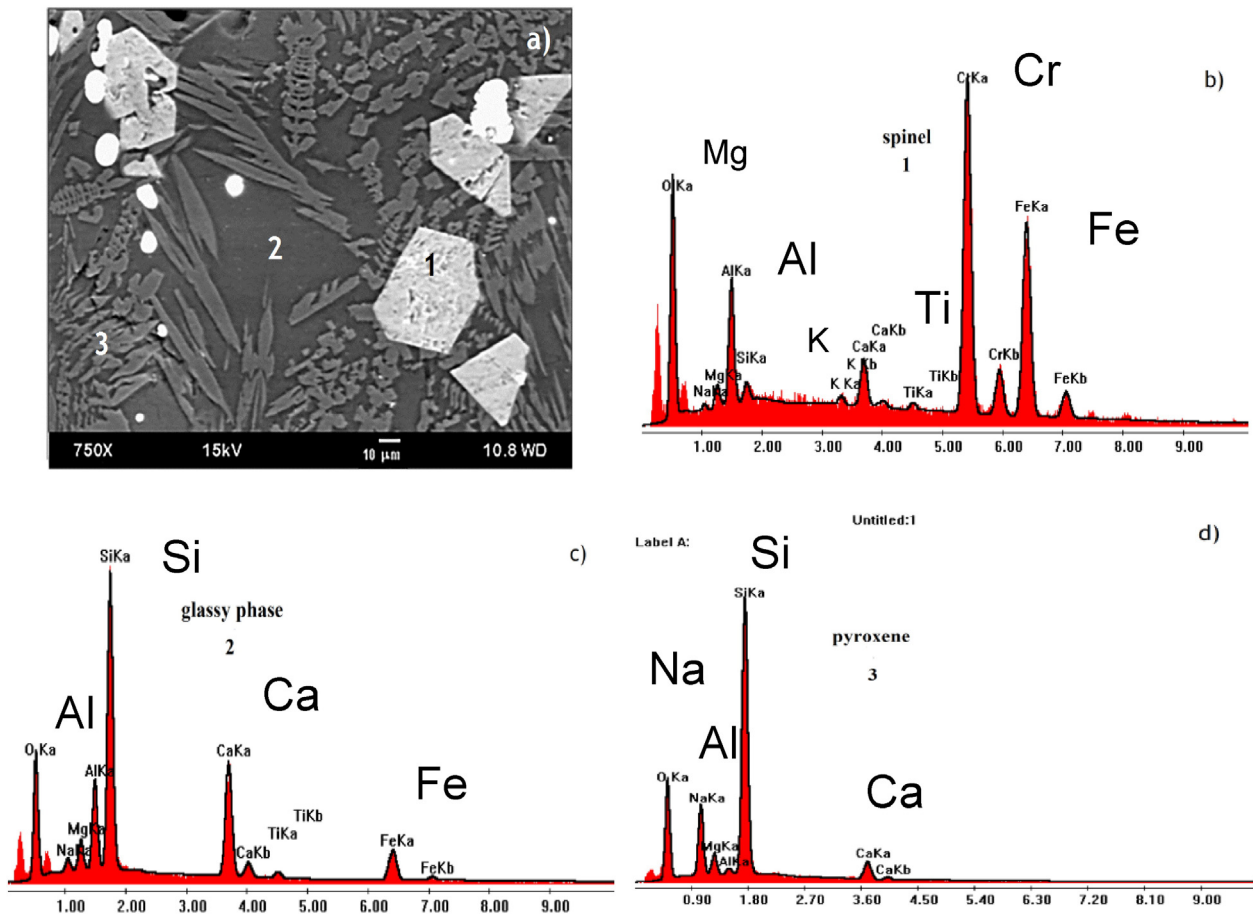 a)
1
2
3
750X 15kV 10 µm 10.8 WD
b)
Cr
CrKa
Mg
spinel
1
O Ka
FeKa
Fe
Al
AlKa
Ti
K
CaKb
CaKa
SiKa
K Kb
MgKa
TiKb
CrKb
NaKa
K Ka
TiKa
FeKb
1.00 2.00 3.00 4.00 5.00 6.00 7.00 8.00 9.00
c)
Si
SiKa
glassy phase
2
Al
Ca
O Ka
CaKa
AlKa
Fe
TiKb
MgKa
TiKa
FeKa
NaKa
CaKb
FeKb
1.00 2.00 3.00 4.00 5.00 6.00 7.00 8.00 9.00
Untitled:1
d)
Label A:
Si
SiKa
pyroxene
3
Na
Al
O Ka
NaKa
Ca
MgKa
AlKa
CaKa
CaKb
0.90 1.80 2.70 3.60 4.50 5.40 6.30 7.20 8.10 9.00